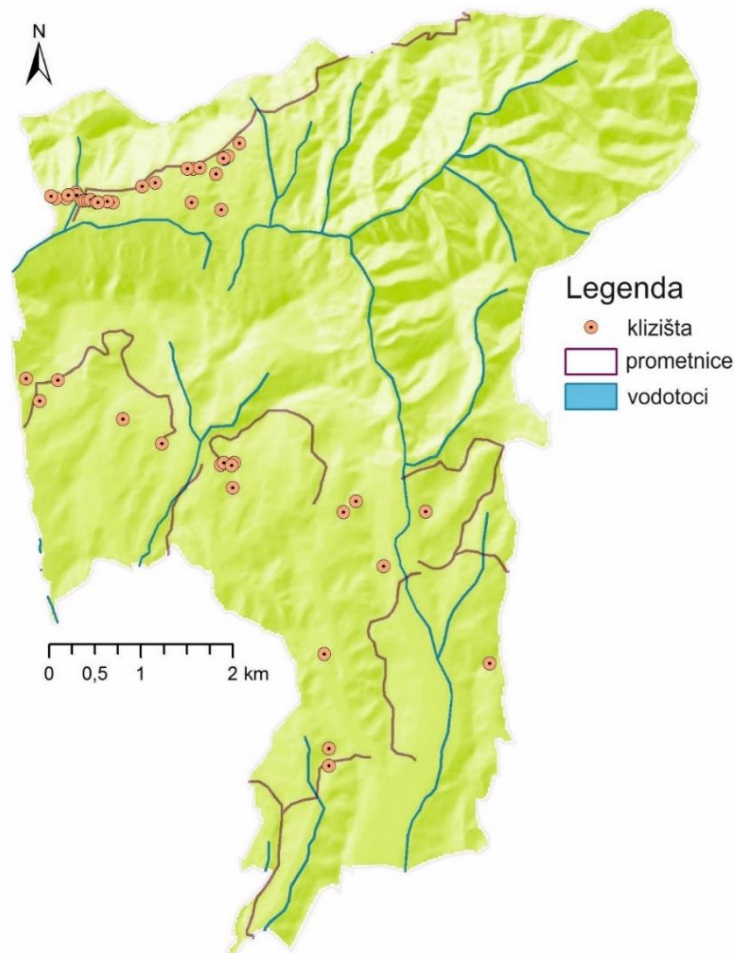 N
Legenda
klizišta
prometnice
vodotoci
0 0,5 1 2 km